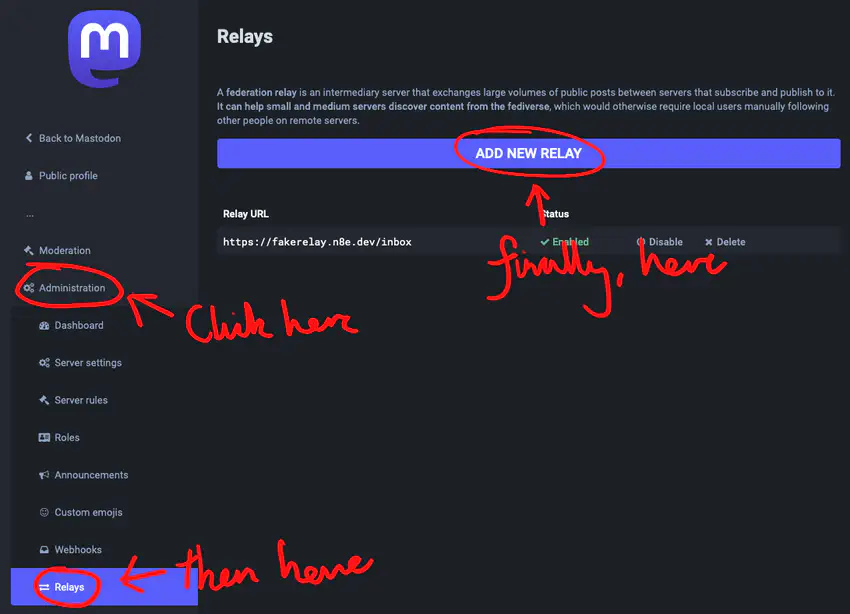 Relays
A federation relay is an intermediary server that exchanges large volumes of public posts between servers that subscribe and publish to it.
It can help small and medium servers discover content from the fediverse, which would otherwise require local users manually following
other people on remote servers.
ADD NEW RELAY
Relay URL Status
https://fakerelay.n8e.dev/inbox Enabled Disable Delete
finally, here
Back to Mastodon
Public profile
...
Moderation
Administration
Click here
Dashboard
Server settings
Server rules
Roles
Announcements
Custom emojis
Webhooks
Relays
then here